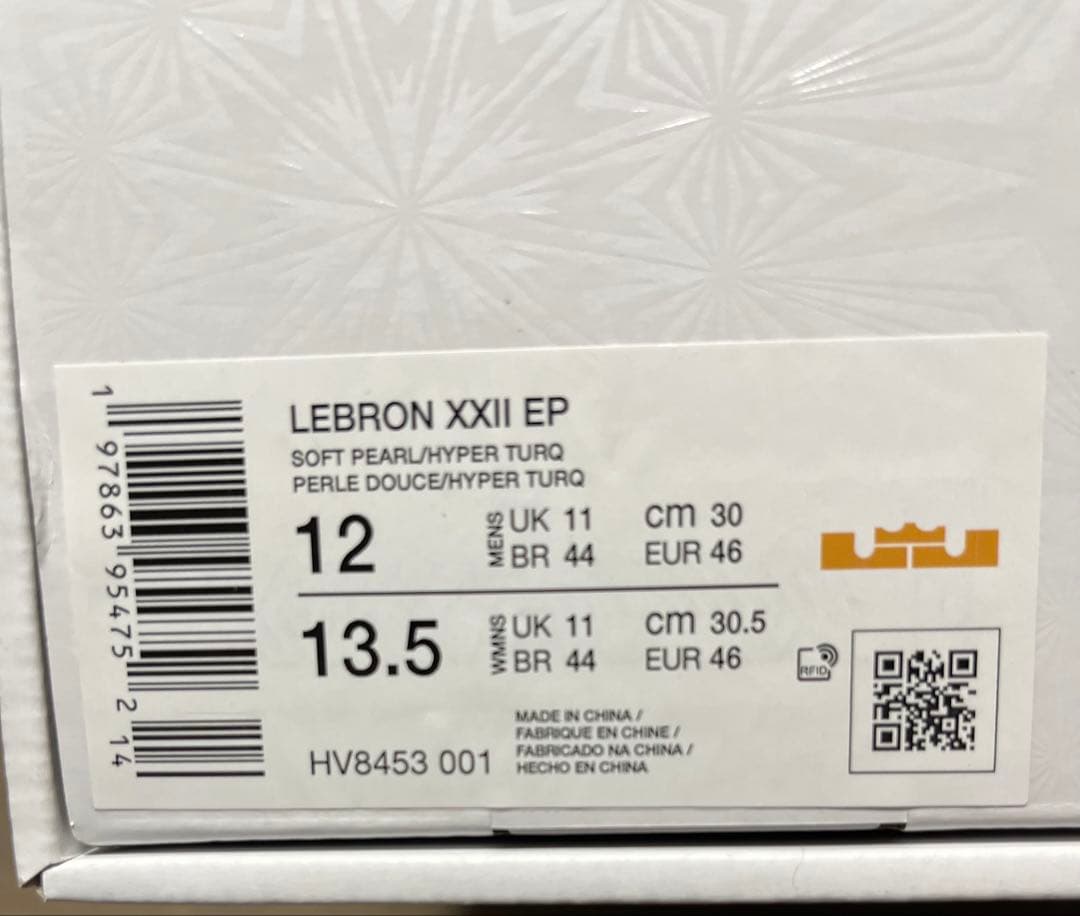 LEBRON XXII EP
SOFT PEARL/HYPER TURQ
PERLE DOUCE/HYPER TURQ
12
MENS
UK 11
cm 30
BR 44
EUR 46
13.5
WMNS
UK 11
cm 30.5
BR 44
EUR 46
RFID
HV8453 001
MADE IN CHINA /
FABRIQUE EN CHINE /
FABRICADO NA CHINA /
HECHO EN CHINA
1 97863 95475 2 14